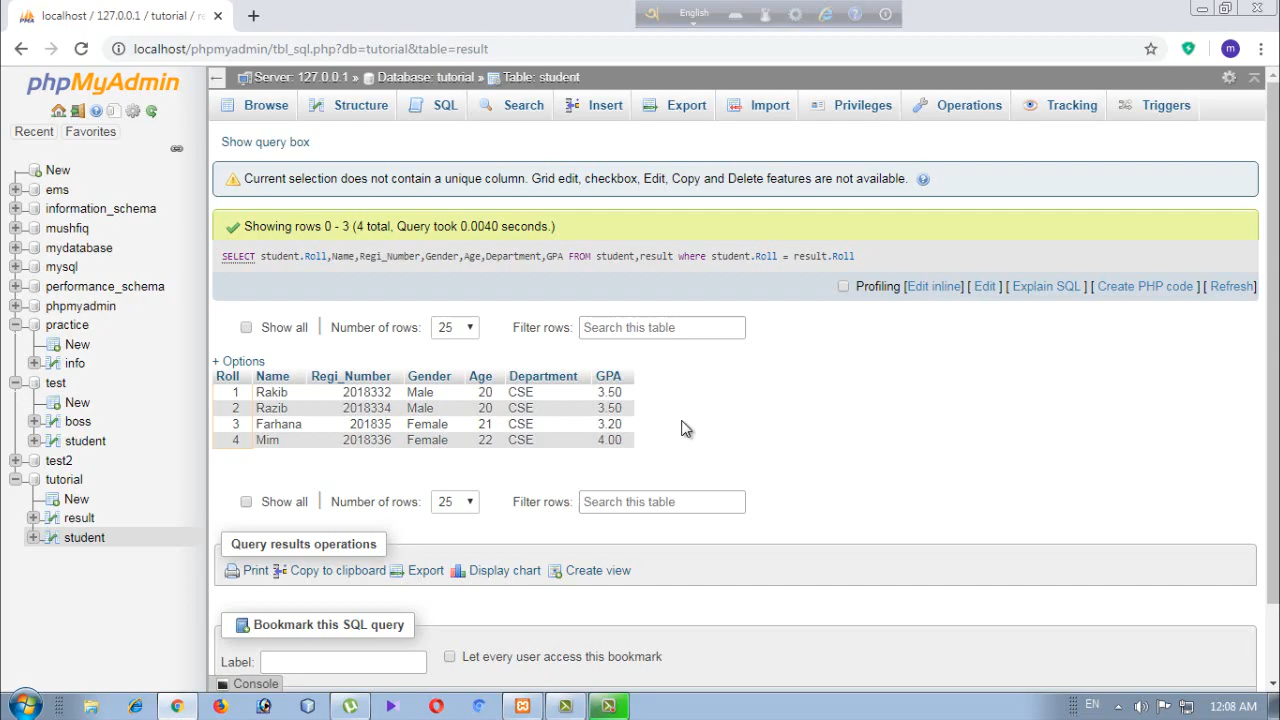 localhost / 127.0.0.1 / tutorial / re
English
localhost/phpmyadmin/tbl_sql.php?db=tutorial&table=result
m
phpMyAdmin
Recent Favorites
New
ems
information_schema
mushfiq
mydatabase
mysql
performance_schema
phpmyadmin
practice
New
info
test
New
boss
student
test2
tutorial
New
result
student
Server: 127.0.0.1 » Database: tutorial » Table: student
Browse Structure SQL Search Insert Export Import Privileges Operations Tracking Triggers
Show query box
Current selection does not contain a unique column. Grid edit, checkbox, Edit, Copy and Delete features are not available.
Showing rows 0 - 3 (4 total, Query took 0.0040 seconds.)
SELECT student.Roll,Name,Regi_Number,Gender,Age,Department,GPA FROM student,result where student.Roll = result.Roll
Profiling [Edit inline] [ Edit ] [ Explain SQL ] [ Create PHP code ] [ Refresh]
Show all | Number of rows: 25 Filter rows: Search this table
+ Options
Roll Name Regi_Number Gender Age Department GPA
1 Rakib 2018332 Male 20 CSE 3.50
2 Razib 2018334 Male 20 CSE 3.50
3 Farhana 201835 Female 21 CSE 3.20
4 Mim 2018336 Female 22 CSE 4.00
Show all | Number of rows: 25 Filter rows: Search this table
Query results operations
Print Copy to clipboard Export Display chart Create view
Bookmark this SQL query
Label: Let every user access this bookmark
Console
EN 12:08 AM